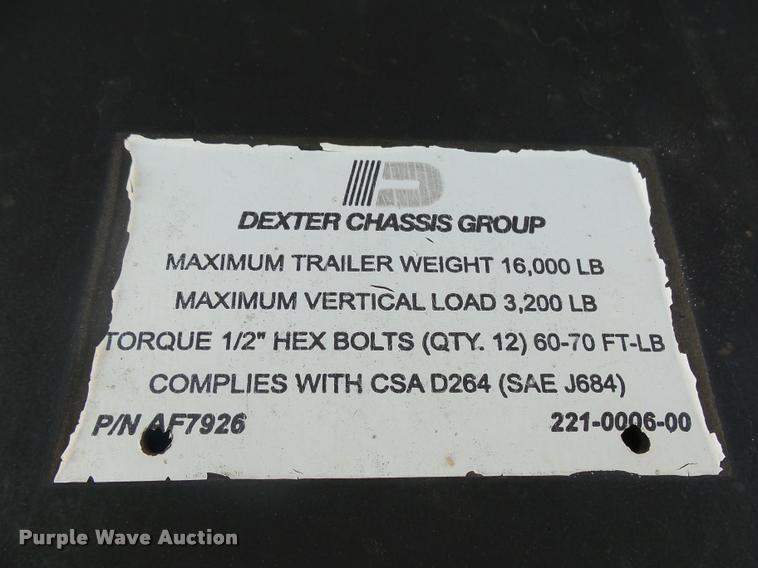 DEXTER CHASSIS GROUP
MAXIMUM TRAILER WEIGHT 16,000 LB
MAXIMUM VERTICAL LOAD 3,200 LB
TORQUE 1/2" HEX BOLTS (QTY. 12) 60-70 FT-LB
COMPLIES WITH CSA D264 (SAE J684)
P/N AF7926 221-0006-00
Purple Wave Auction